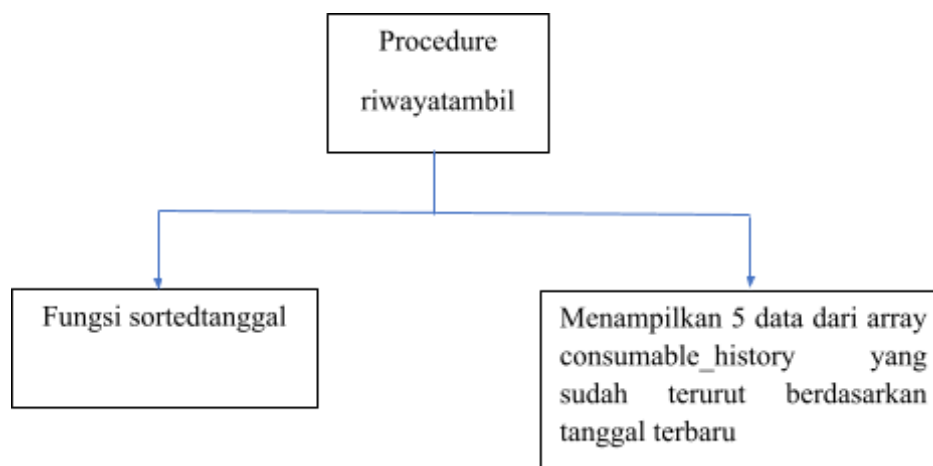 Procedure
riwayatambil
Fungsi sortedtanggal
Menampilkan 5 data dari array
consumable_history yang
sudah terurut berdasarkan
tanggal terbaru